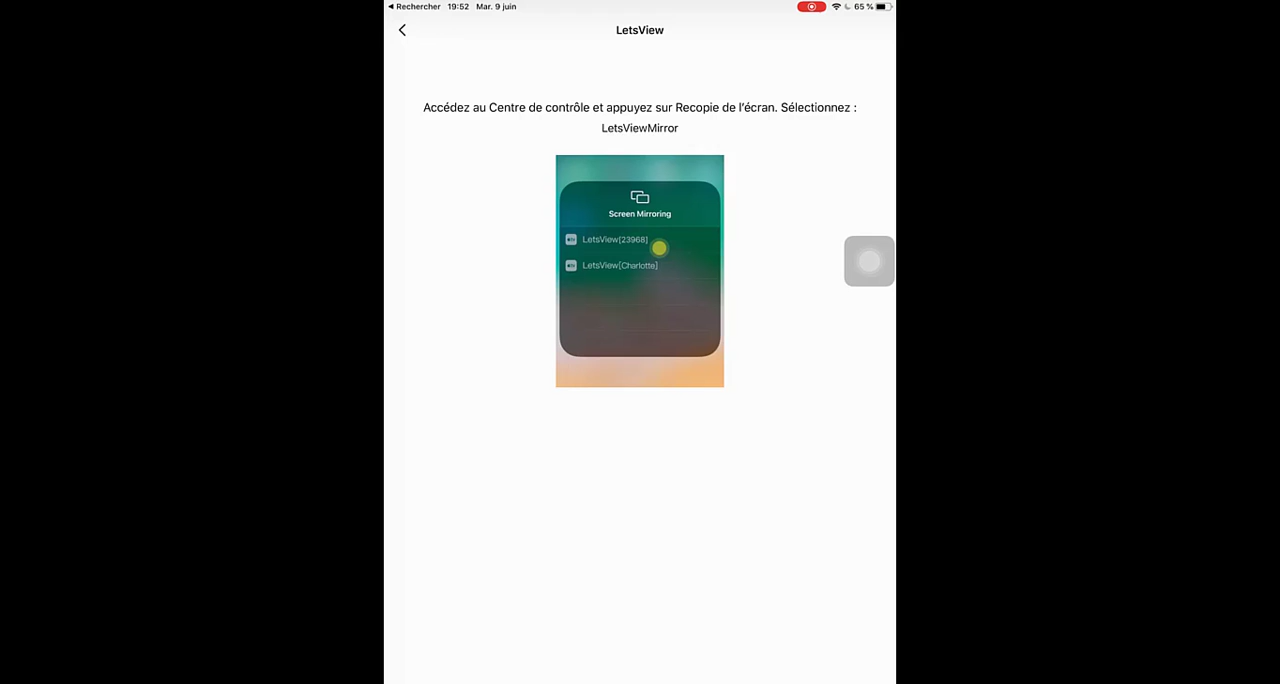 ◀ Rechercher 19:52 Mar. 9 juin 65 %
LetsView
Accédez au Centre de contrôle et appuyez sur Recopie de l'écran. Sélectionnez :
LetsViewMirror
Screen Mirroring
LetsView[23968]
LetsView[Charlotte]